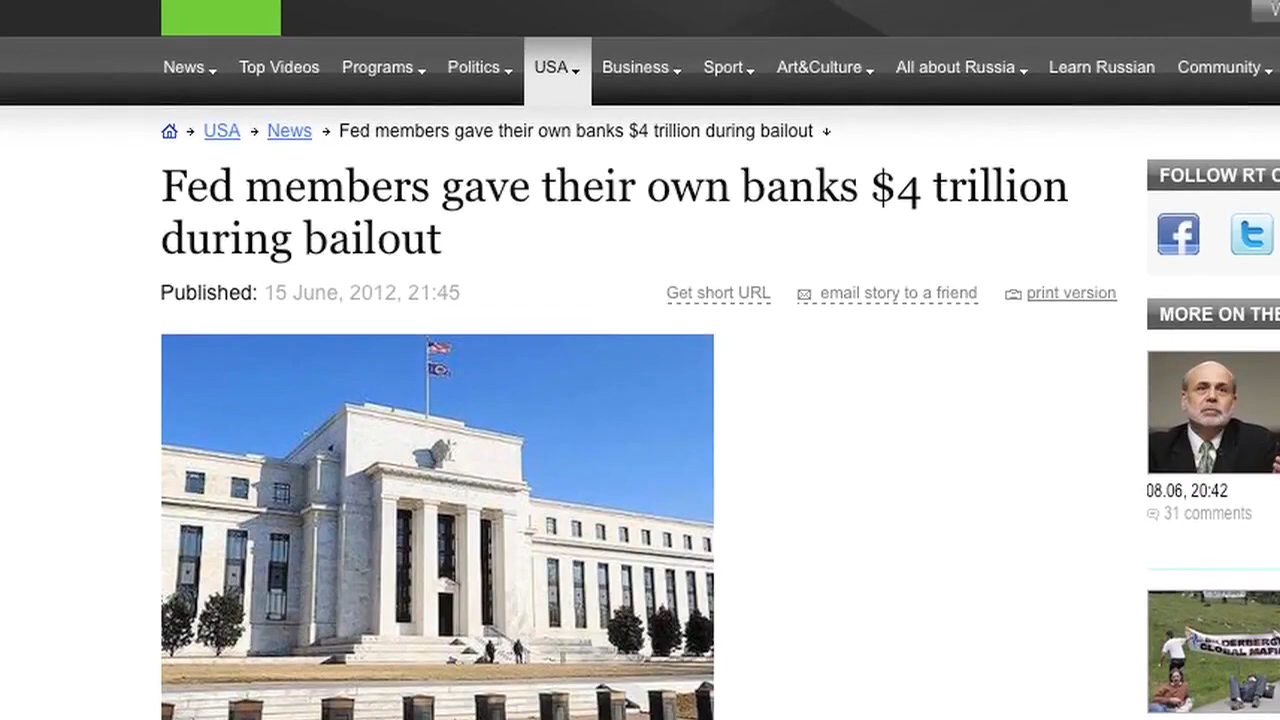 News
Top Videos
Programs
Politics
USA
Business
Sport
Art&Culture
All about Russia
Learn Russian
Community
USA
News
Fed members gave their own banks $4 trillion during bailout
Fed members gave their own banks $4 trillion
during bailout
Published: 15 June, 2012, 21:45
Get short URL
email story to a friend
print version
FOLLOW RT
MORE ON THE
08.06, 20:42
31 comments
GLOBAL